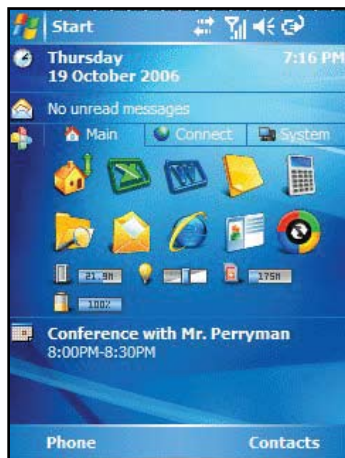 Start
Thursday 7:16 PM
19 October 2006
No unread messages
Main Connect System
21.9M 175M
100%
Conference with Mr. Perryman
8:00PM-8:30PM
Phone Contacts